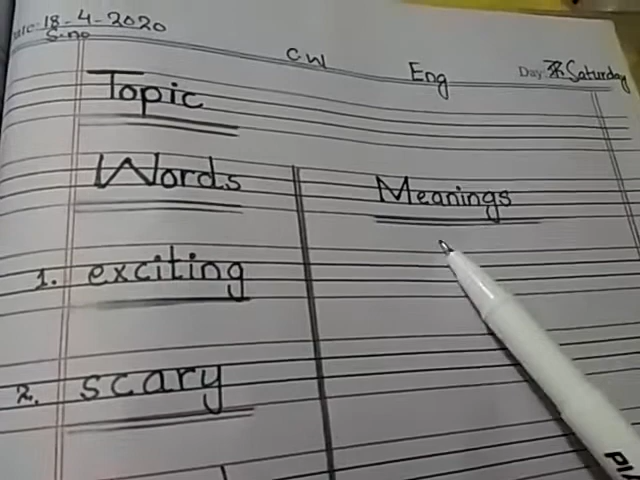 Date: 18-4-2020
S.no
CW Eng Day: Saturday
Topic
Words Meanings
1. exciting
2. scary